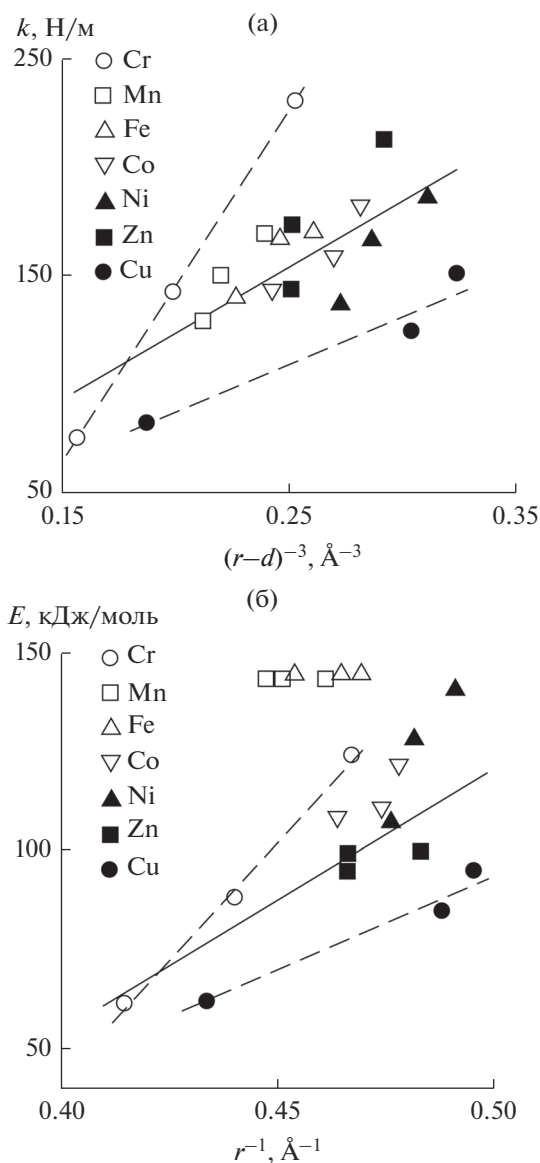 (а)
k, Н/м
250
Cr
Mn
Fe
Co
Ni
Zn
Cu
150
50
0.15 0.25 0.35
(r–d)⁻³, Å⁻³
(б)
E, кДж/моль
150
Cr
Mn
Fe
Co
Ni
Zn
Cu
100
50
0.40 0.45 0.50
r⁻¹, Å⁻¹